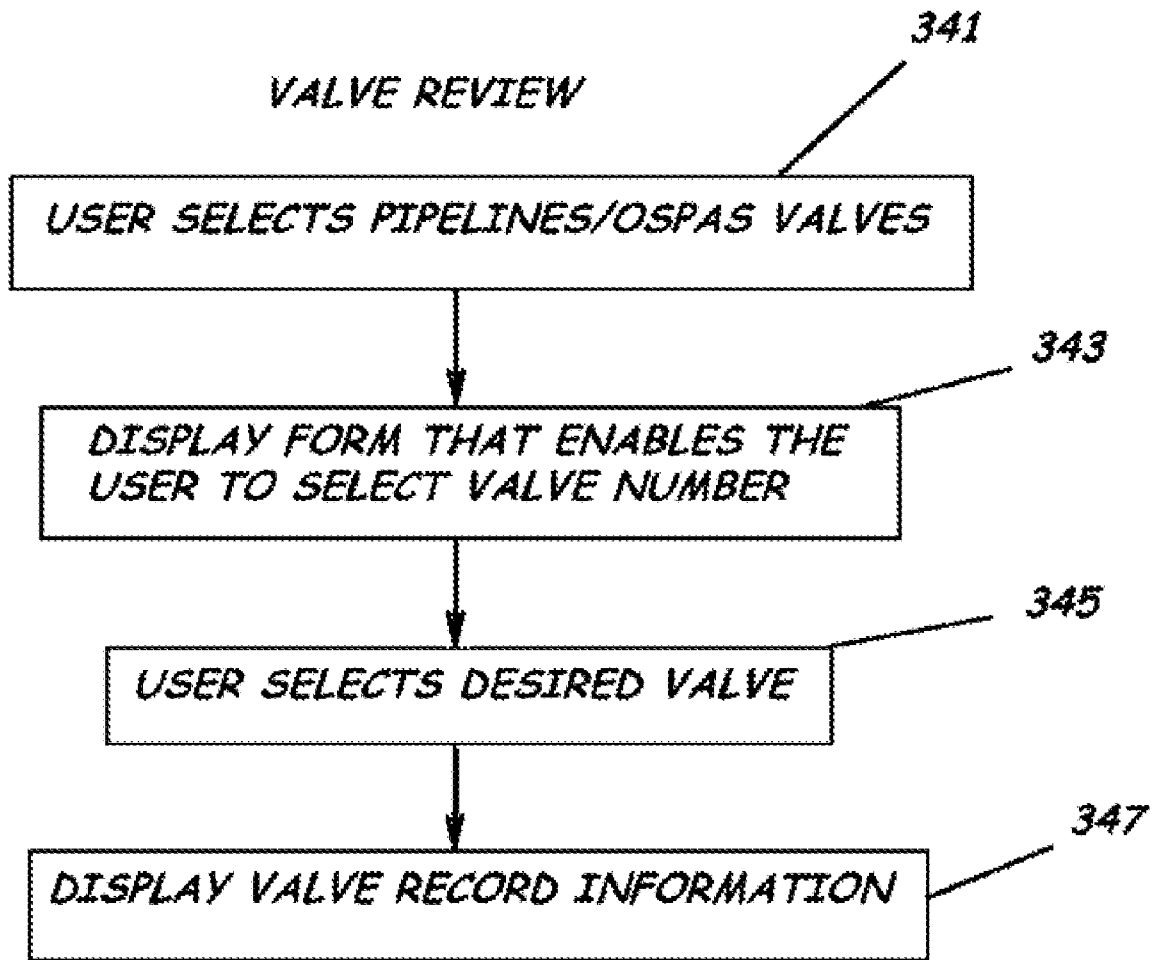 341
VALVE REVIEW
USER SELECTS PIPELINES/OSPAS VALVES
343
DISPLAY FORM THAT ENABLES THE
USER TO SELECT VALVE NUMBER
345
USER SELECTS DESIRED VALVE
347
DISPLAY VALVE RECORD INFORMATION